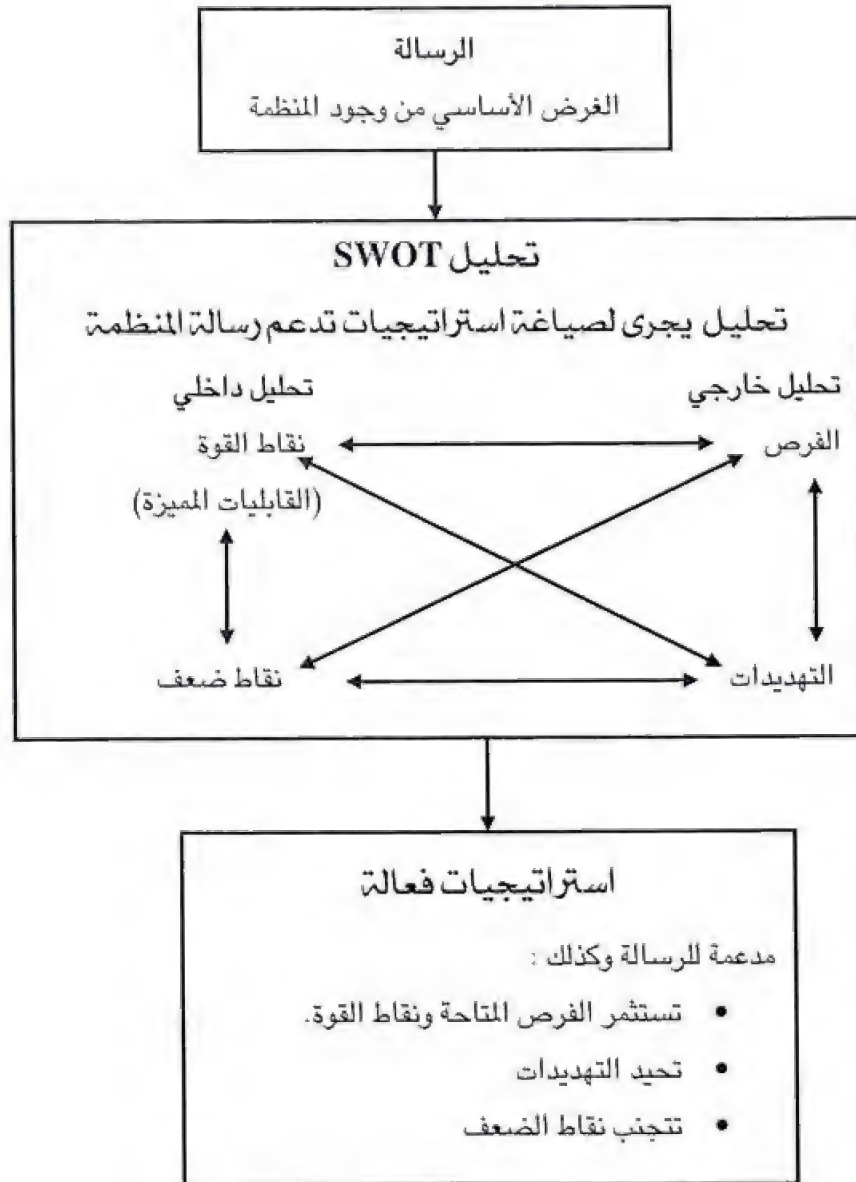 الرسالة
الغرض الأساسي من وجود المنظمة
تحليل SWOT
تحليل يجرى لصياغة استراتيجيات تدعم رسالة المنظمة
تحليل خارجي
تحليل داخلي
الفرص
نقاط القوة
(القابليات المميزة)
التهديدات
نقاط ضعف
استراتيجيات فعالة
مدعمة للرسالة وكذلك :
• تستثمر الفرص المتاحة ونقاط القوة.
• تحيد التهديدات
• تتجنب نقاط الضعف